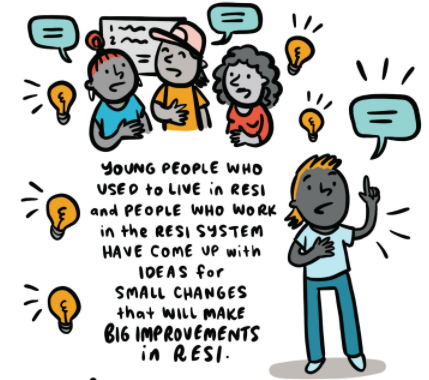 2
YOUNG PEOPLE WHO
USED to LIVE in RESI
and PEOPLE WHO WORK
in the RESI SYSTEM
HAVE COME UP with
IDEAS for
SMALL CHANGES
that WILL MAKE
BIG IMPROVEMENTS
in RESI.